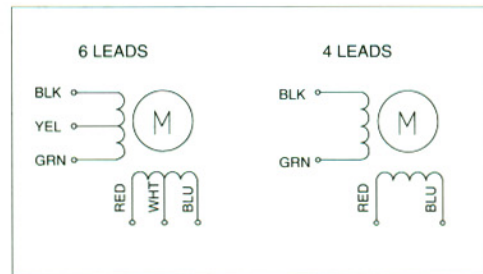 6 LEADS
4 LEADS
BLK
YEL
GRN
M
RED
WHT
BLU
BLK
GRN
M
RED
BLU